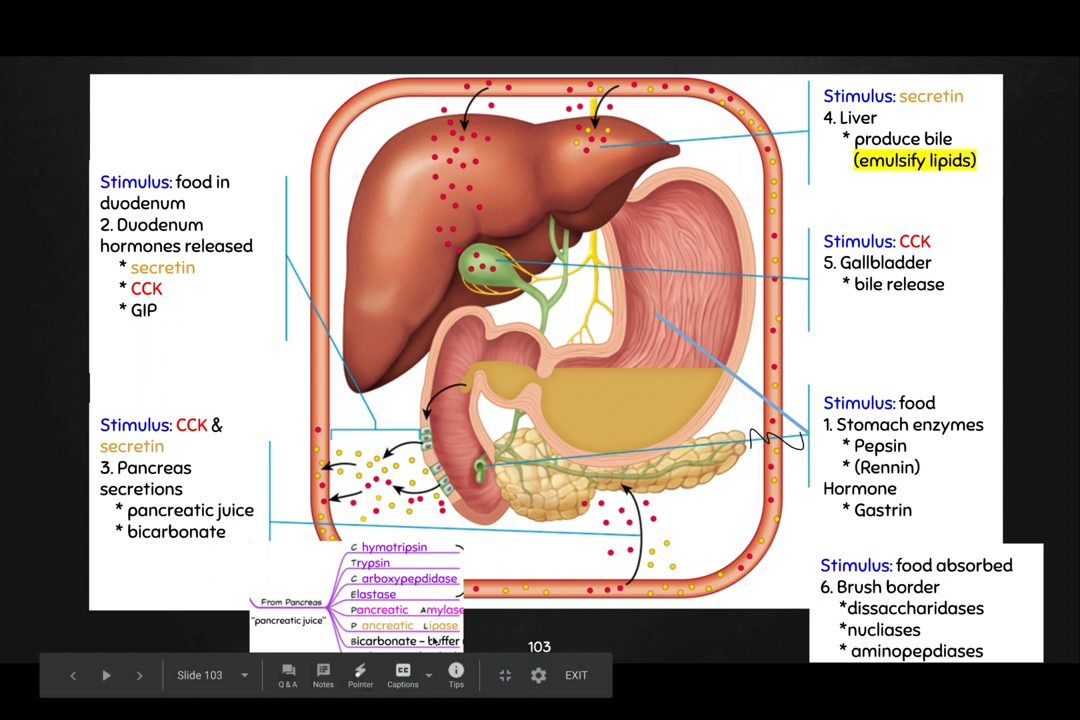 Stimulus: food in
duodenum
2. Duodenum
hormones released
* secretin
* CCK
* GIP
Stimulus: CCK &
secretin
3. Pancreas
secretions
* pancreatic juice
* bicarbonate
From Pancreas
"pancreatic juice"
C hymotripsin
Trypsin
C arboxypepdidase
Elastase
Pancreatic Amylase
P ancreatic Lipase
Bicarbonate - buffer
Stimulus: secretin
4. Liver
* produce bile
(emulsify lipids)
Stimulus: CCK
5. Gallbladder
* bile release
Stimulus: food
1. Stomach enzymes
* Pepsin
* (Rennin)
Hormone
* Gastrin
Stimulus: food absorbed
6. Brush border
*dissaccharidases
*nucliases
* aminopepdiases
103
Slide 103
Q & A
Notes
Pointer
CC
Captions
Tips
EXIT